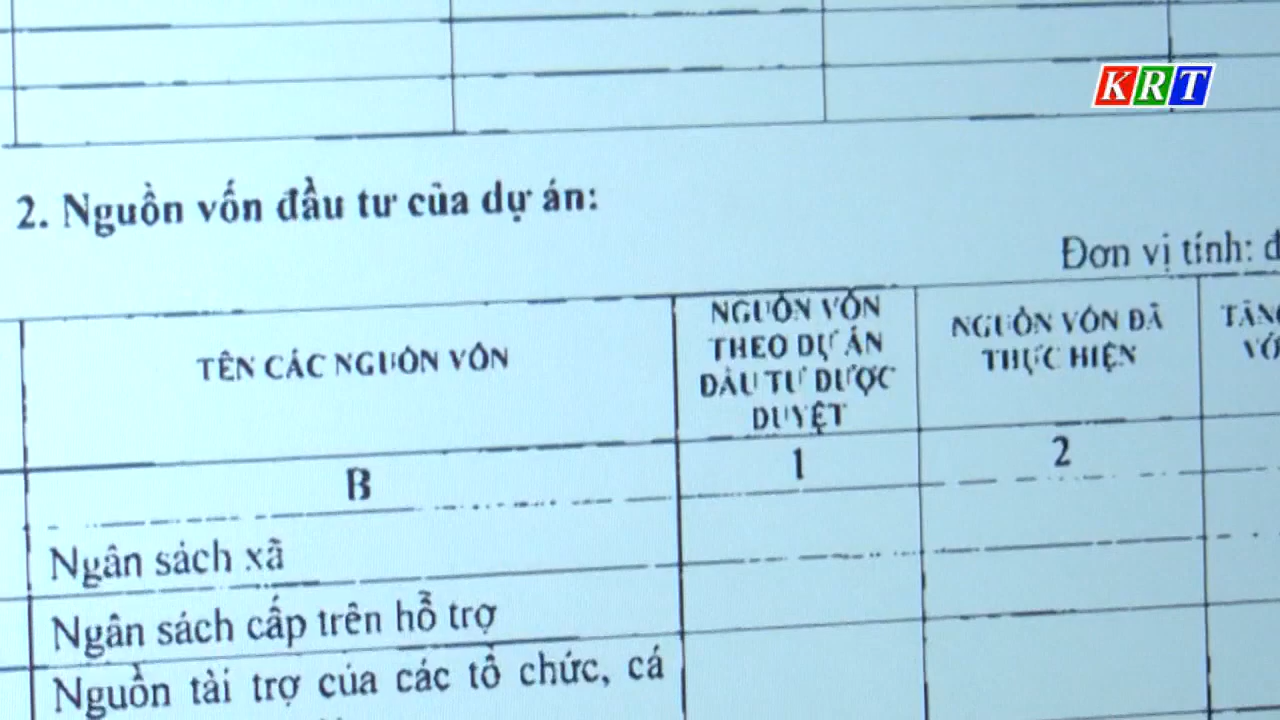 KRT
2. Nguồn vốn đầu tư của dự án:
Đơn vị tính:
TÊN CÁC NGUỒN VỐN
NGUỒN VỐN
THEO DỰ ÁN
ĐẦU TƯ ĐƯỢC
DUYỆT
NGUỒN VỐN ĐÃ
THỰC HIỆN
B
1
2
Ngân sách xã
Ngân sách cấp trên hỗ trợ
Nguồn tài trợ của các tổ chức, cá